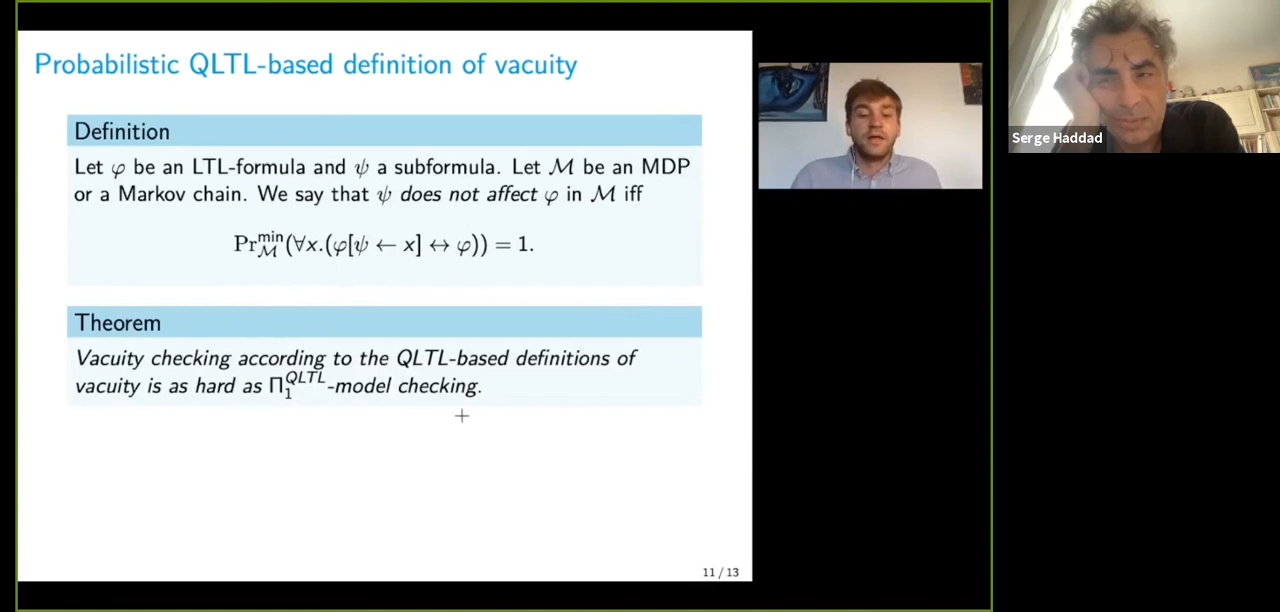 Probabilistic QLTL-based definition of vacuity
Definition
Let φ be an LTL-formula and ψ a subformula. Let ℳ be an MDP
or a Markov chain. We say that ψ does not affect φ in ℳ iff
Pr^min_ℳ(∀x.(φ[ψ ← x] ↔ φ)) = 1.
Theorem
Vacuity checking according to the QLTL-based definitions of
vacuity is as hard as Π_1^QLTL-model checking.
11 / 13
Serge Haddad